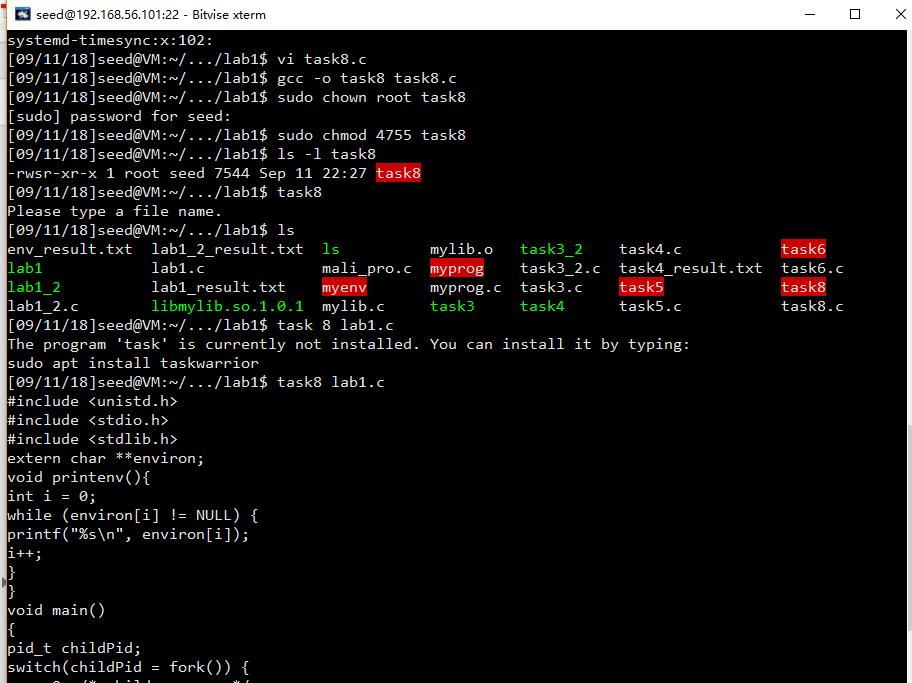 seed@192.168.56.101:22 - Bitvise xterm
systemd-timesync:x:102:
[09/11/18]seed@VM:~/.../lab1$ vi task8.c
[09/11/18]seed@VM:~/.../lab1$ gcc -o task8 task8.c
[09/11/18]seed@VM:~/.../lab1$ sudo chown root task8
[sudo] password for seed:
[09/11/18]seed@VM:~/.../lab1$ sudo chmod 4755 task8
[09/11/18]seed@VM:~/.../lab1$ ls -l task8
-rwsr-xr-x 1 root seed 7544 Sep 11 22:27 task8
[09/11/18]seed@VM:~/.../lab1$ task8
Please type a file name.
[09/11/18]seed@VM:~/.../lab1$ ls
env_result.txt  lab1_2_result.txt  ls          mylib.o   task3_2    task4.c           task6
lab1            lab1.c             mali_pro.c  myprog    task3_2.c  task4_result.txt  task6.c
lab1_2          lab1_result.txt    myenv       myprog.c  task3.c    task5             task8
lab1_2.c        libmylib.so.1.0.1  mylib.c     task3     task4      task5.c           task8.c
[09/11/18]seed@VM:~/.../lab1$ task 8 lab1.c
The program 'task' is currently not installed. You can install it by typing:
sudo apt install taskwarrior
[09/11/18]seed@VM:~/.../lab1$ task8 lab1.c
#include <unistd.h>
#include <stdio.h>
#include <stdlib.h>
extern char **environ;
void printenv(){
int i = 0;
while (environ[i] != NULL) {
printf("%s\n", environ[i]);
i++;
}
}
void main()
{
pid_t childPid;
switch(childPid = fork()) {